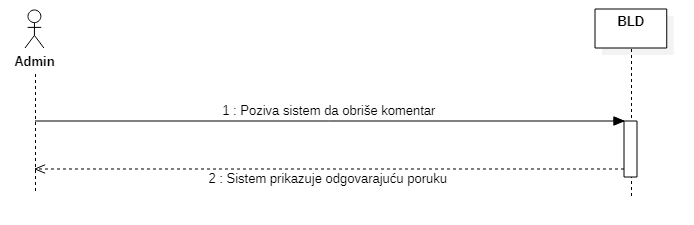 BLD
Admin
1 : Poziva sistem da obriše komentar
2 : Sistem prikazuje odgovarajuću poruku